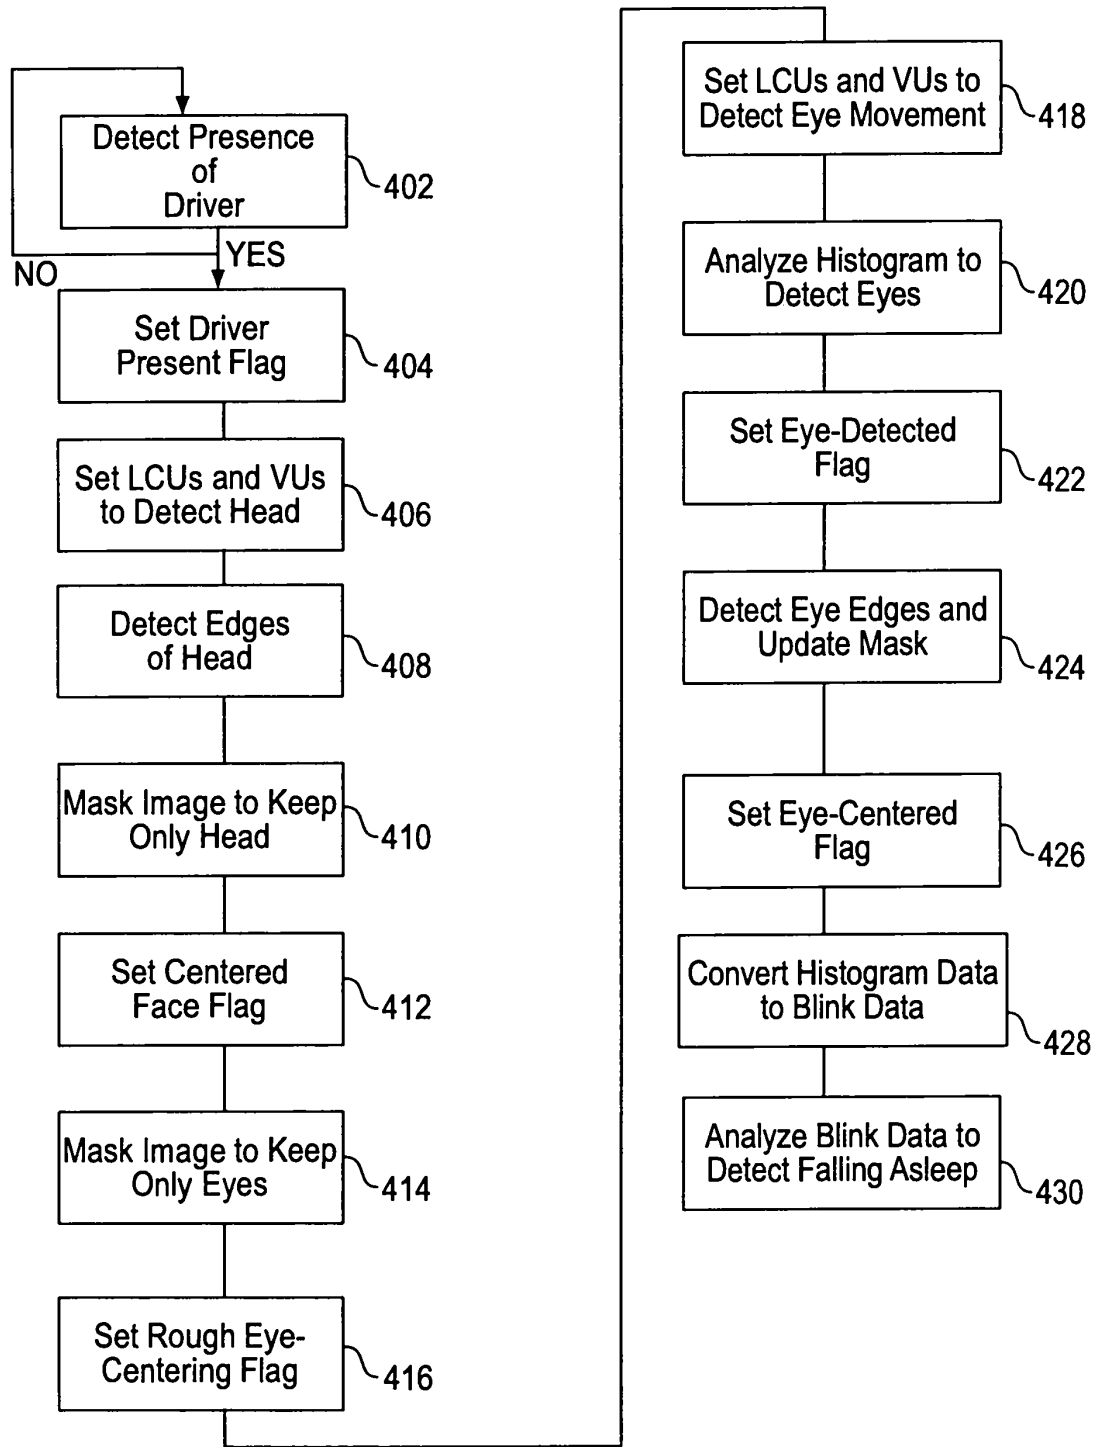 Detect Presence
of
Driver
402
NO
YES
Set Driver
Present Flag
404
Set LCUs and VUs
to Detect Head
406
Detect Edges
of Head
408
Mask Image to Keep
Only Head
410
Set Centered
Face Flag
412
Mask Image to Keep
Only Eyes
414
Set Rough Eye-
Centering Flag
416
Set LCUs and VUs to
Detect Eye Movement
418
Analyze Histogram to
Detect Eyes
420
Set Eye-Detected
Flag
422
Detect Eye Edges and
Update Mask
424
Set Eye-Centered
Flag
426
Convert Histogram Data
to Blink Data
428
Analyze Blink Data to
Detect Falling Asleep
430